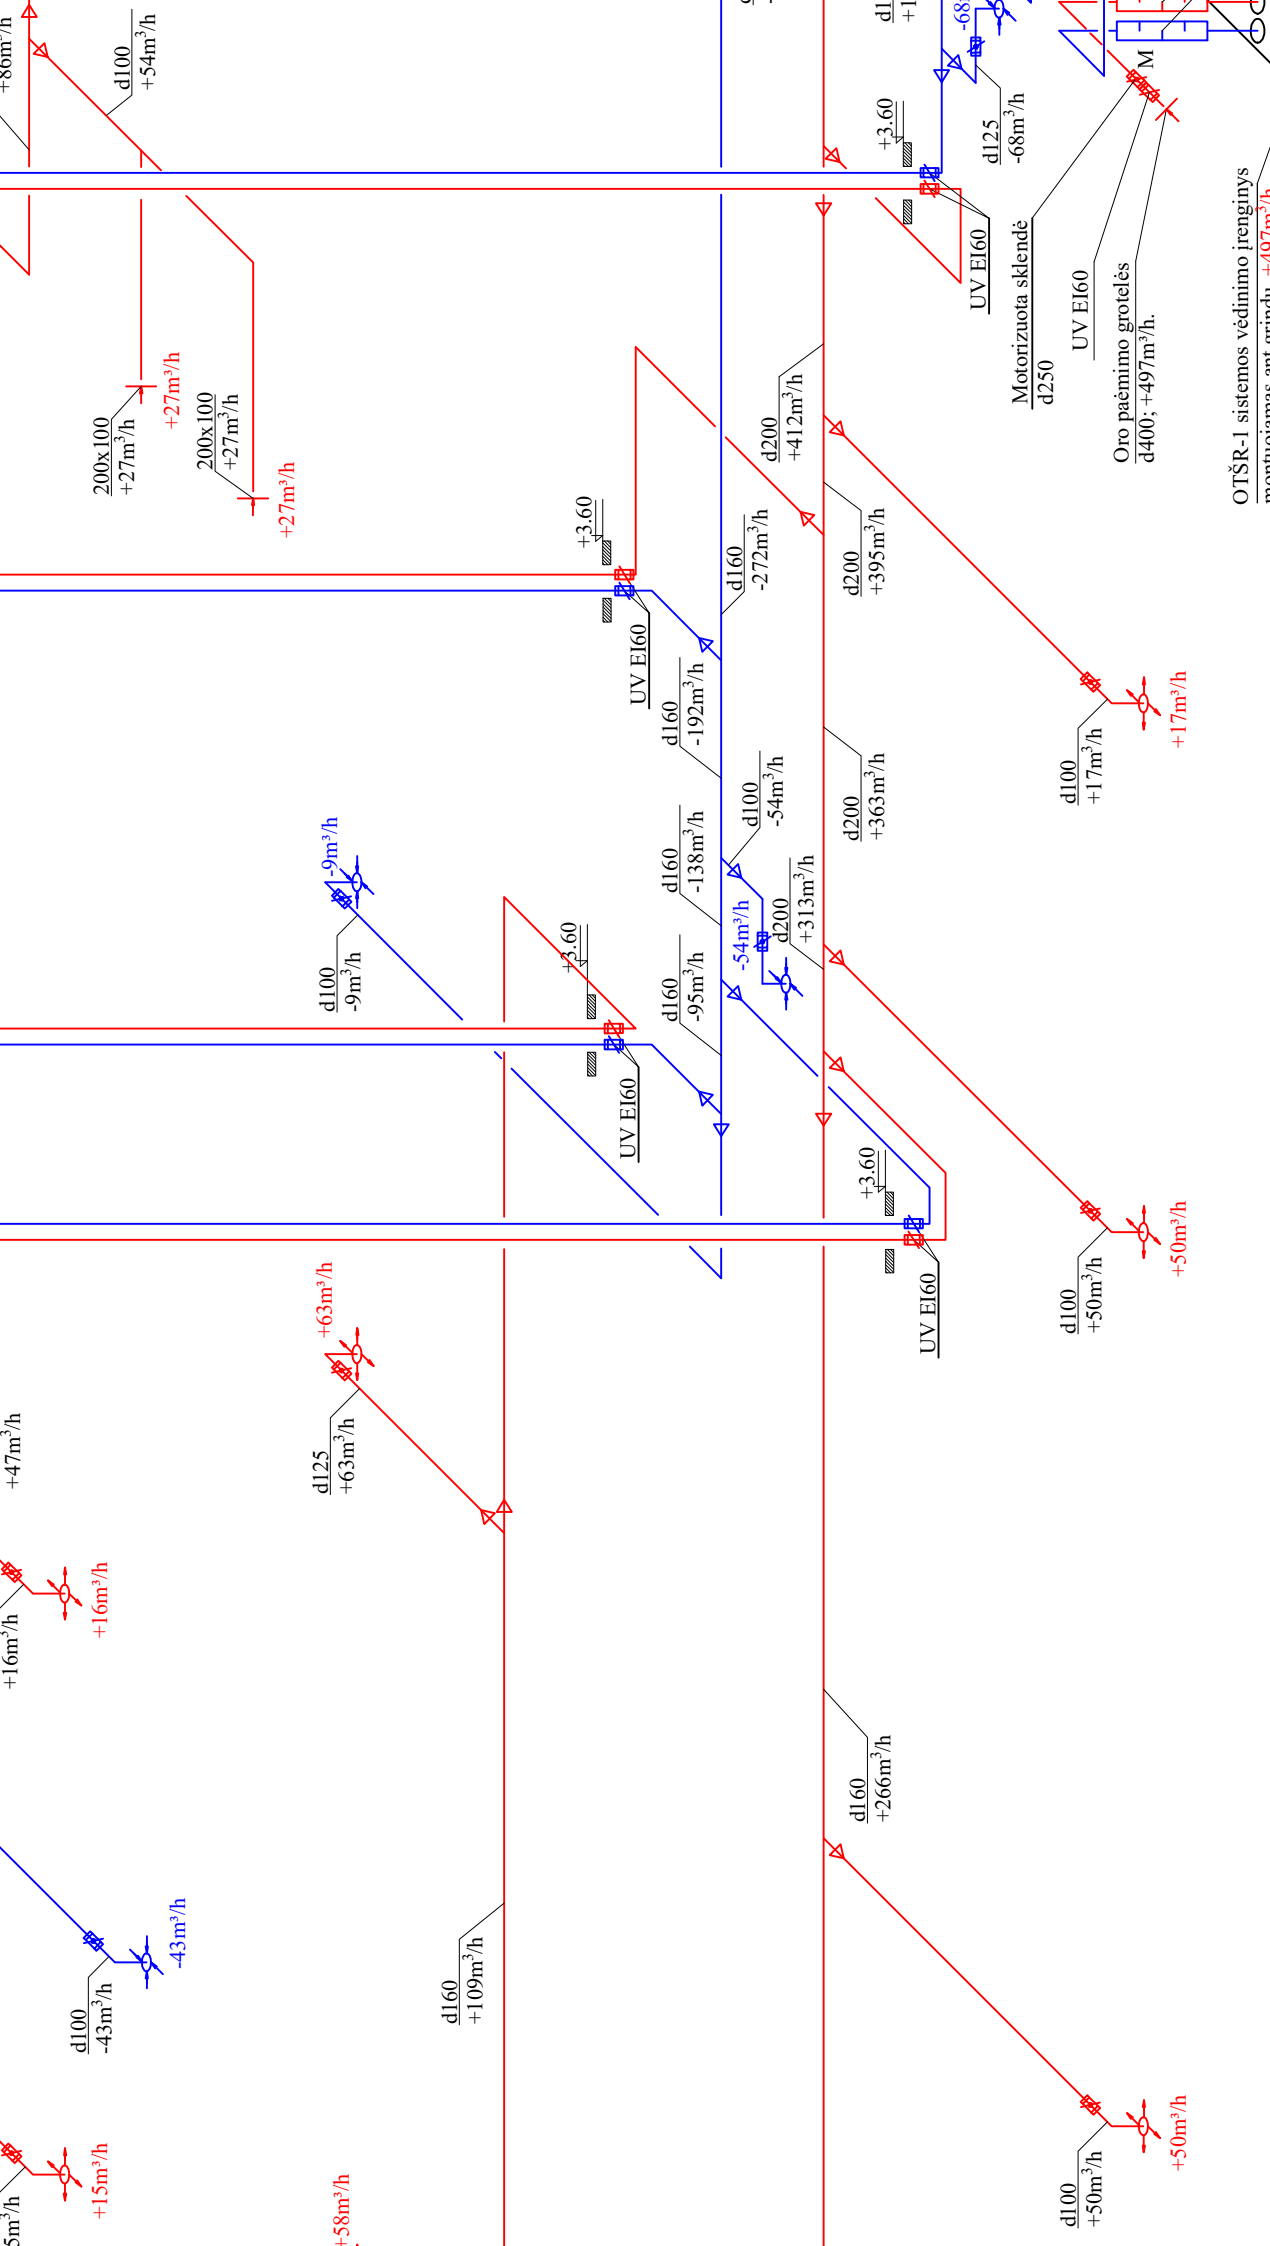 +86m³/h
d100
+54m³/h
200x100
+27m³/h
+27m³/h
200x100
+27m³/h
+27m³/h
+3.60
UV EI60
d160
-272m³/h
d160
-192m³/h
d160
-138m³/h
d160
-95m³/h
d100
-54m³/h
-54m³/h
d200
+412m³/h
d200
+395m³/h
d200
+363m³/h
d200
+313m³/h
+3.60
UV EI60
d125
-68m³/h
M
Motorizuota sklendė
d250
UV EI60
Oro paėmimo grotelės
d400; +497m³/h.
OTŠR-1 sistemos vėdinimo įrenginys
+497m³/h
d100
+17m³/h
+17m³/h
d100
-9m³/h
-9m³/h
+3.60
UV EI60
+3.60
UV EI60
d100
+50m³/h
+50m³/h
d125
+63m³/h
+63m³/h
+47m³/h
+16m³/h
+16m³/h
d160
+266m³/h
d160
+109m³/h
d100
-43m³/h
-43m³/h
+15m³/h
+58m³/h
d100
+50m³/h
+50m³/h